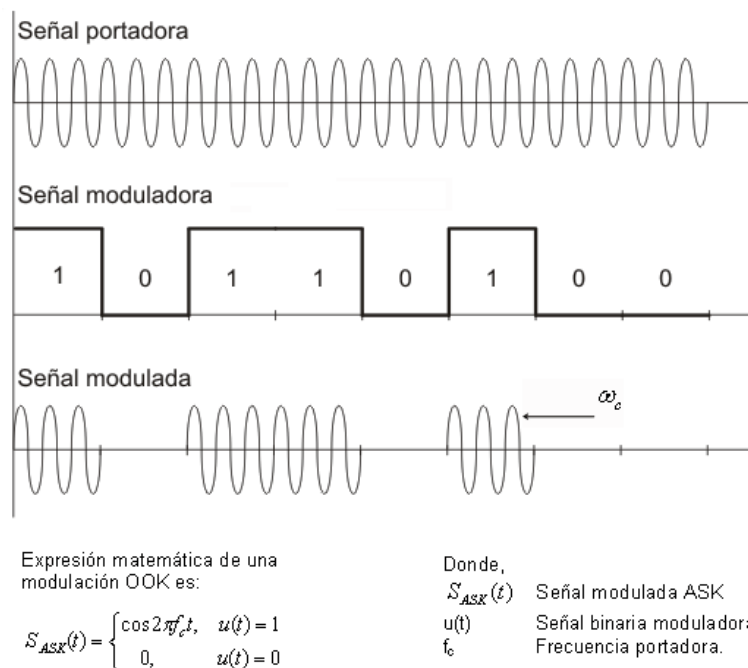 Señal portadora
Señal moduladora
1 0 1 1 0 1 0 0
Señal modulada
ω_c
Expresión matemática de una
modulación OOK es:
S_ASK(t) = { cos 2πf_c t, u(t) = 1
0, u(t) = 0
Donde,
S_ASK(t) Señal modulada ASK
u(t) Señal binaria moduladora
f_c Frecuencia portadora.